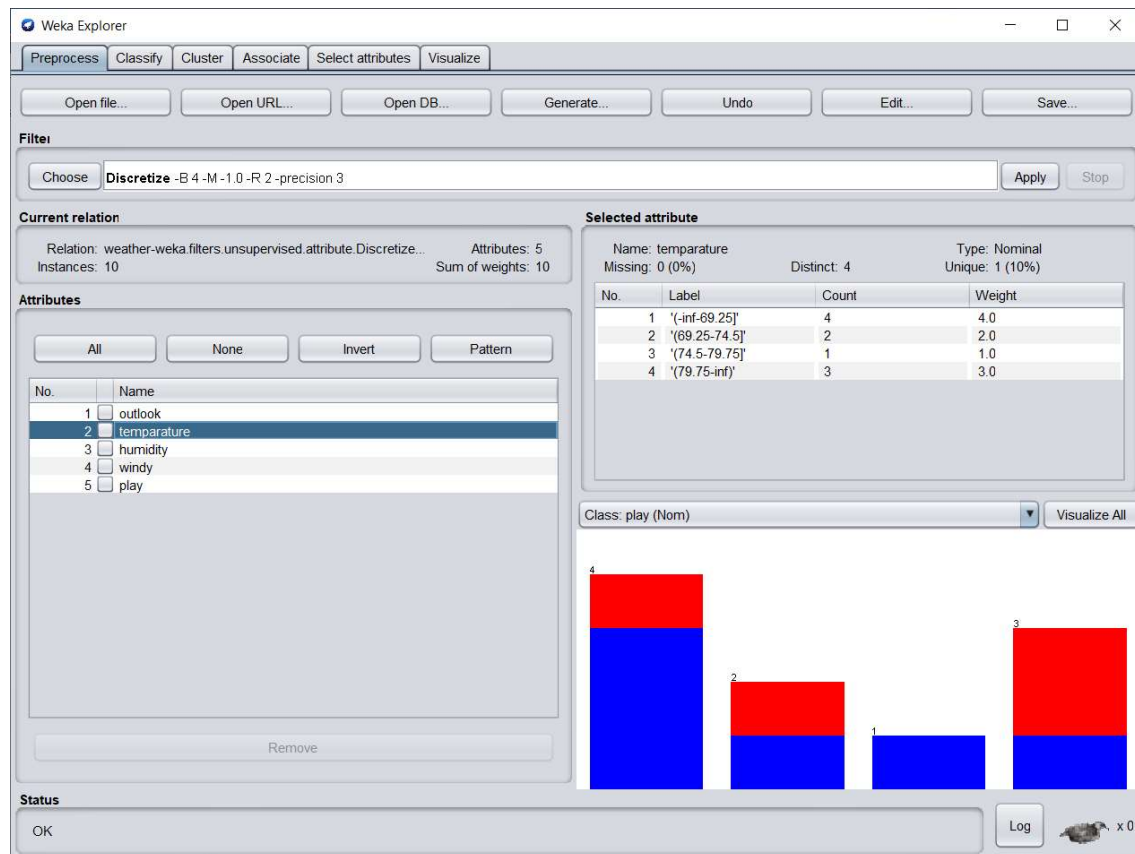 Weka Explorer
Preprocess Classify Cluster Associate Select attributes Visualize
Open file... Open URL... Open DB... Generate... Undo Edit... Save...
Filter
Choose Discretize -B 4 -M -1.0 -R 2 -precision 3 Apply Stop
Current relation
Relation: weather-weka.filters.unsupervised.attribute.Discretize... Attributes: 5
Instances: 10 Sum of weights: 10
Attributes
All None Invert Pattern
No. Name
1 outlook
2 temparature
3 humidity
4 windy
5 play
Remove
Selected attribute
Name: temparature Type: Nominal
Missing: 0 (0%) Distinct: 4 Unique: 1 (10%)
No. Label Count Weight
1 '(-inf-69.25]' 4 4.0
2 '(69.25-74.5]' 2 2.0
3 '(74.5-79.75]' 1 1.0
4 '(79.75-inf)' 3 3.0
Class: play (Nom) Visualize All
4
2
1
3
Status
OK
Log x 0